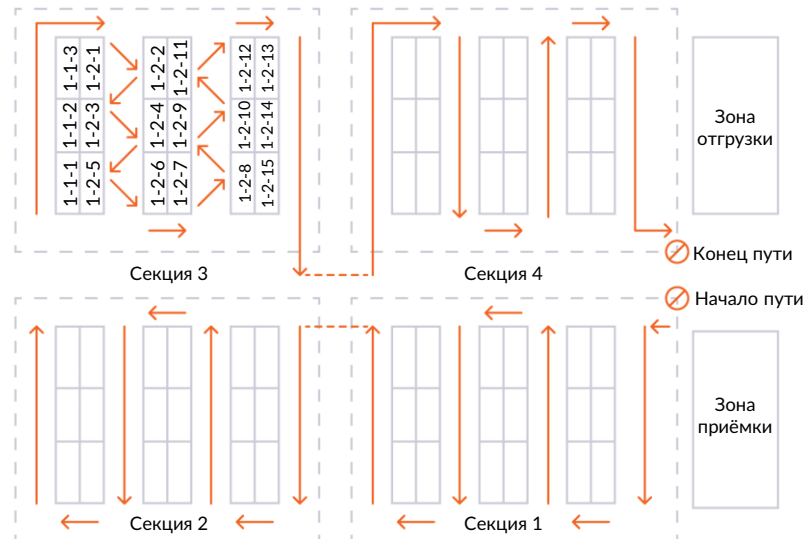 1-1-3
1-2-1
1-2-2
1-2-11
1-2-12
1-2-13
1-1-2
1-2-3
1-2-4
1-2-9
1-2-10
1-2-14
1-1-1
1-2-5
1-2-6
1-2-7
1-2-8
1-2-15
Зона
отгрузки
Секция 3
Секция 4
Конец пути
Начало пути
Зона
приёмки
Секция 2
Секция 1